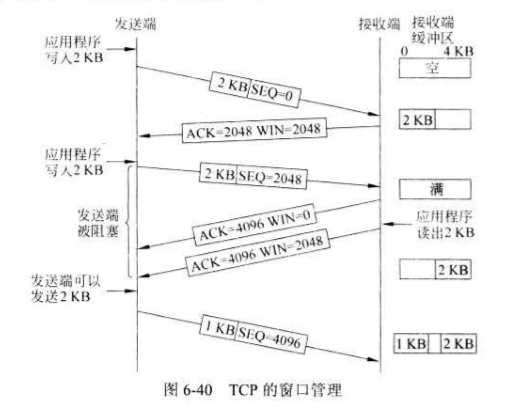 发送端
接收端
接收端
缓冲区
0 4 KB
应用程序
写入2 KB
空
2 KB SEQ=0
2 KB
ACK=2048 WIN=2048
应用程序
写入2 KB
2 KB SEQ=2048
满
发送端
被阻塞
ACK=4096 WIN=0
应用程序
读出2 KB
ACK=4096 WIN=2048
2 KB
发送端可以
发送2 KB
1 KB SEQ=4096
1 KB 2 KB
图 6-40 TCP 的窗口管理